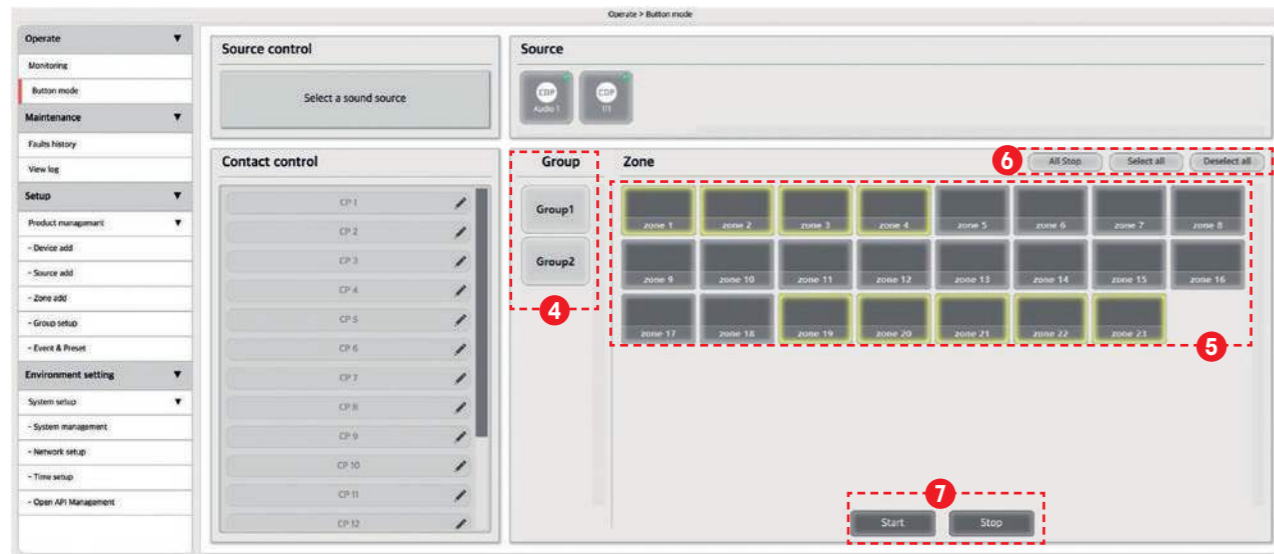 Operate > Button mode
Operate
Monitoring
Button mode
Maintenance
Faults history
View log
Setup
Product management
- Device add
- Source add
- Zone add
- Group setup
- Event & Preset
Environment setting
System setup
- System management
- Network setup
- Time setup
- Open API Management
Source control
Select a sound source
Source
CDP
Audio 1
CDP
1/1
Contact control
CP 1
CP 2
CP 3
CP 4
CP 5
CP 6
CP 7
CP 8
CP 9
CP 10
CP 11
CP 12
Group
Group1
Group2
4
Zone
6
All Stop Select all Deselect all
zone 1 zone 2 zone 3 zone 4 zone 5 zone 6 zone 7 zone 8
zone 9 zone 10 zone 11 zone 12 zone 13 zone 14 zone 15 zone 16
zone 17 zone 18 zone 19 zone 20 zone 21 zone 22 zone 23
5
7
Start Stop